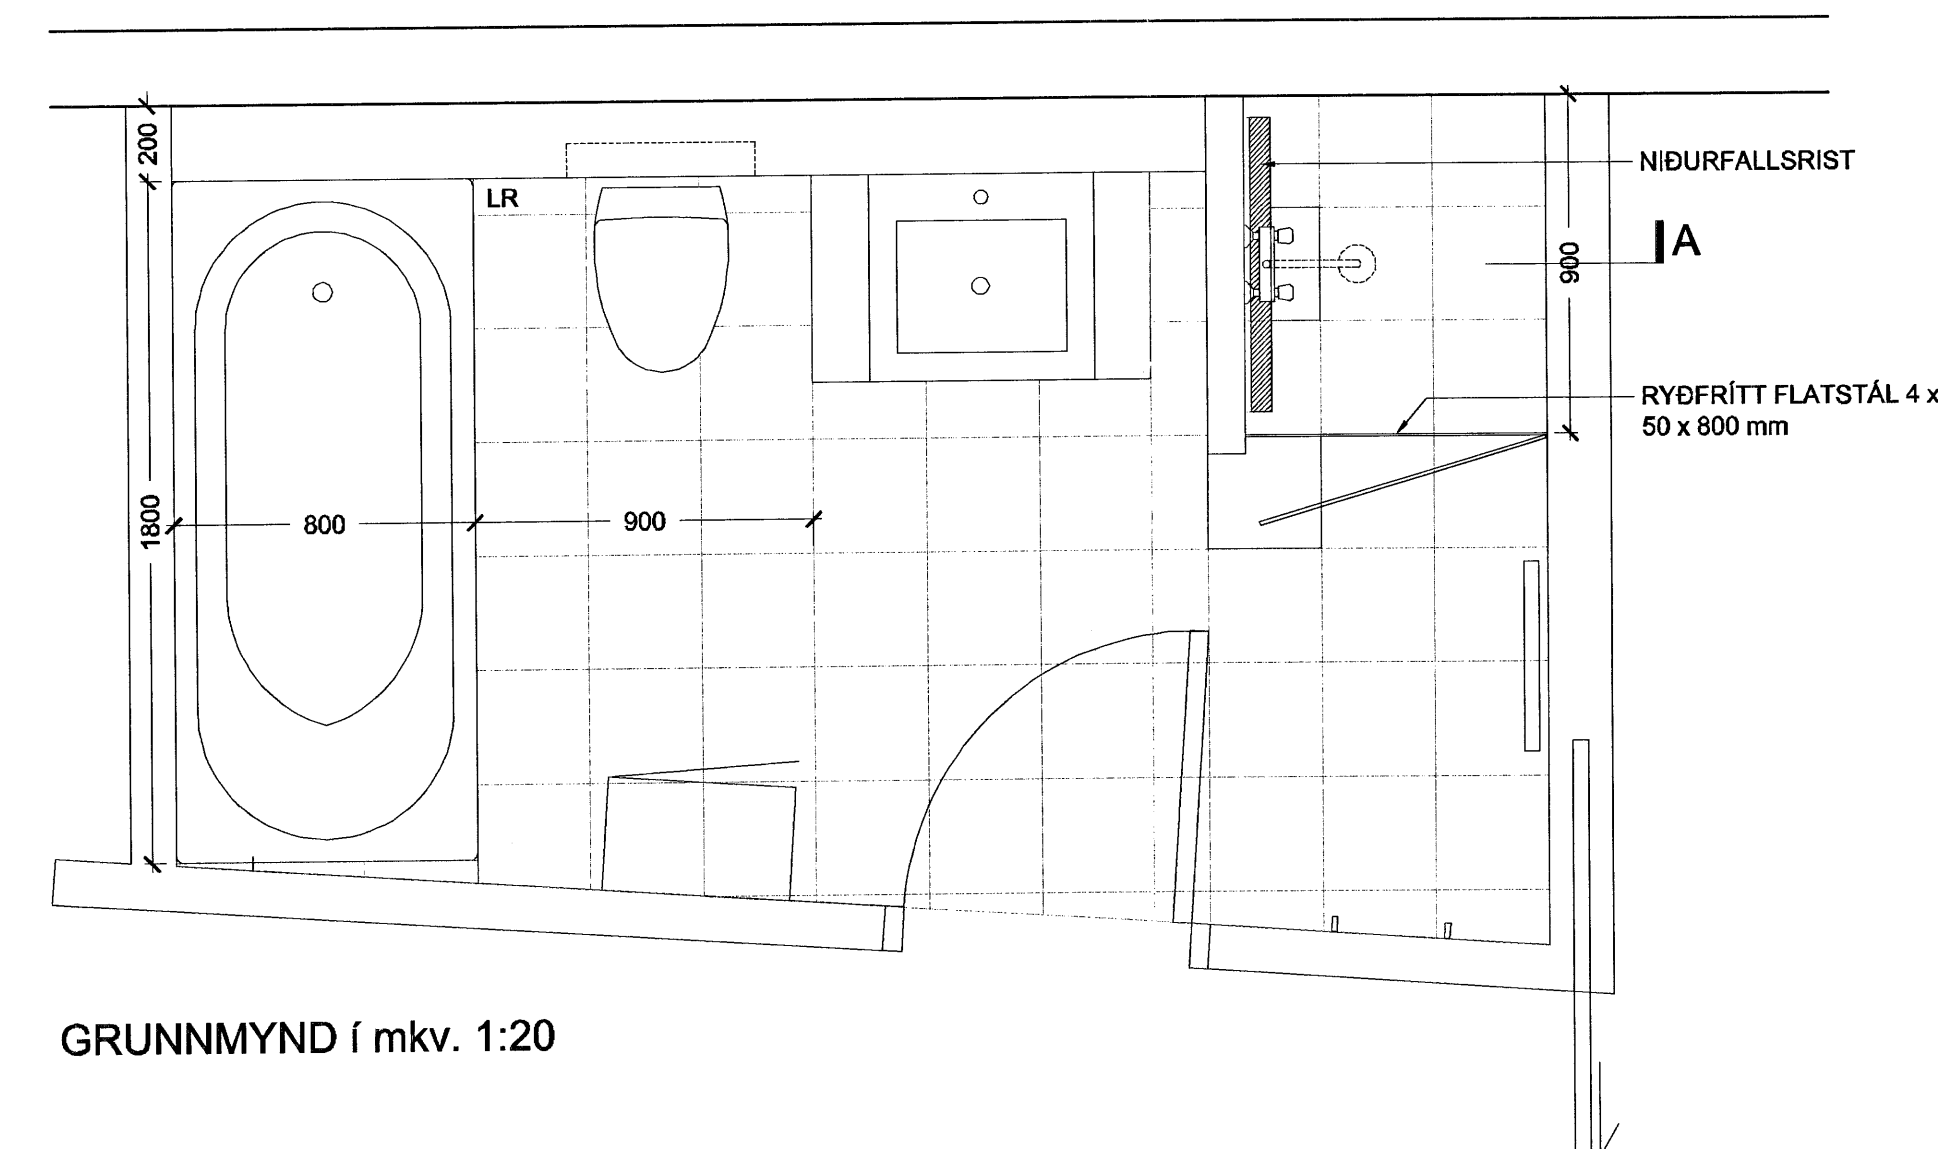 200
LR
NIÐURFALLSRIST
A
900
RYÐFRÍTT FLATSTÁL 4 x
50 x 800 mm
1800
800
900
GRUNNMYND í mkv. 1:20